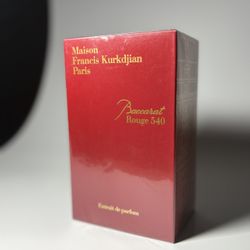 Maison
Francis Kurkdjian
Paris
Baccarat
Rouge 540
Extrait de parfum